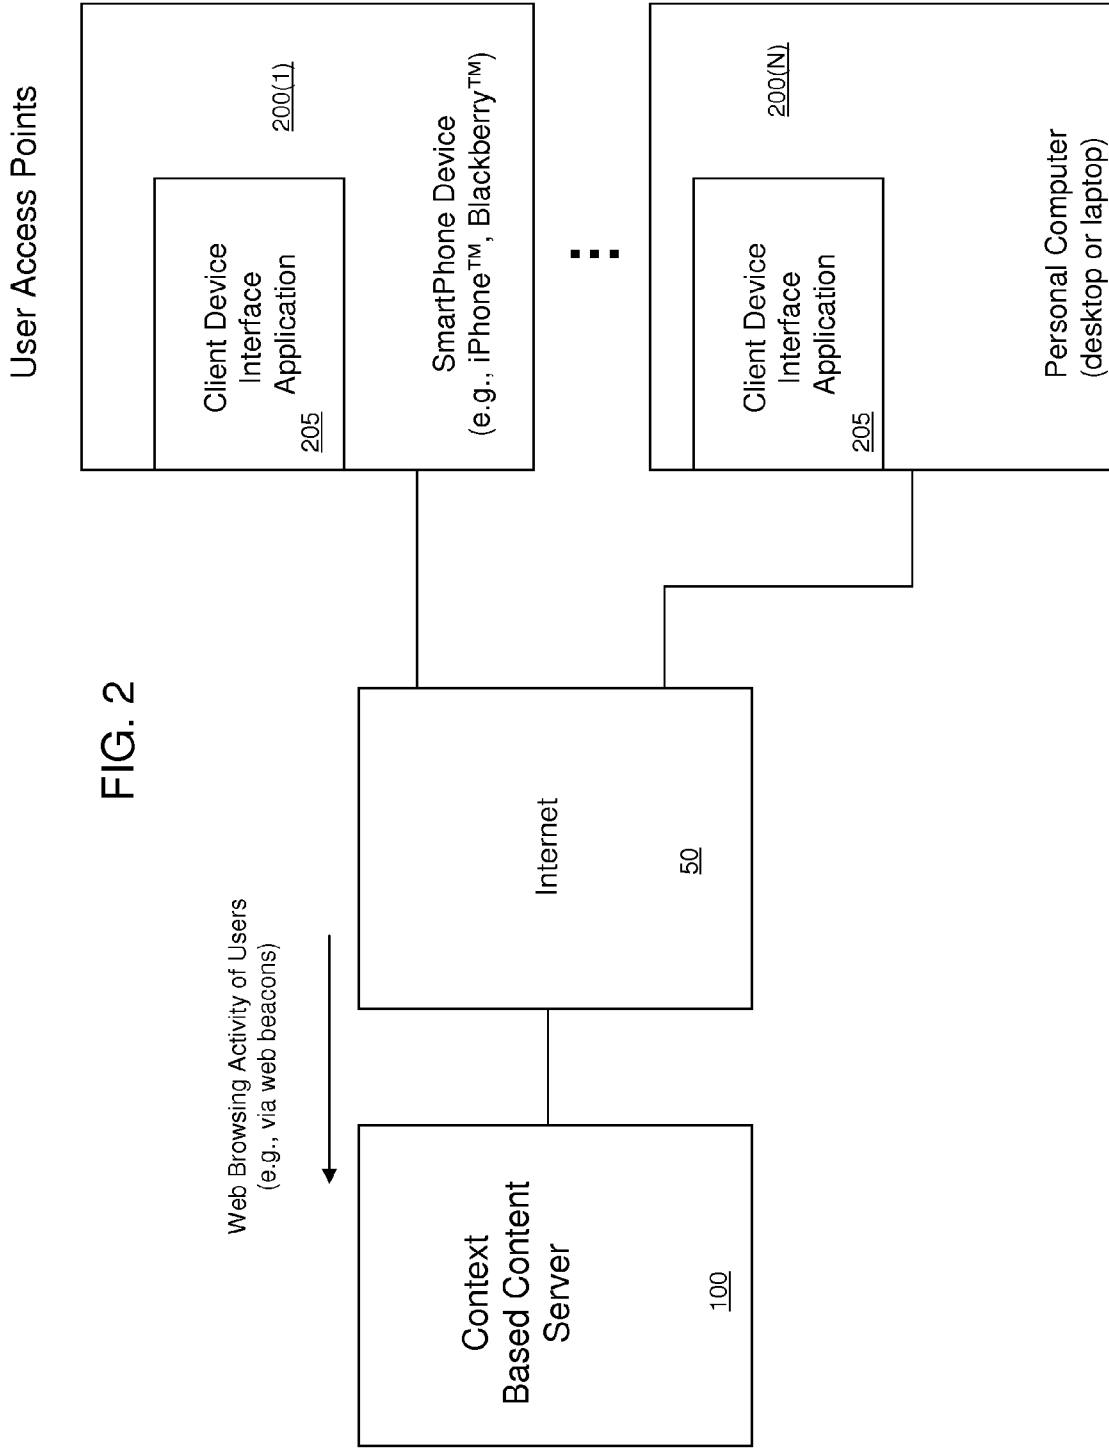 FIG. 2
User Access Points
Web Browsing Activity of Users
(e.g., via web beacons)
Context
Based Content
Server
100
Internet
50
Client Device
Interface
Application
205
200(1)
SmartPhone Device
(e.g., iPhone™, Blackberry™)
Client Device
Interface
Application
205
200(N)
Personal Computer
(desktop or laptop)